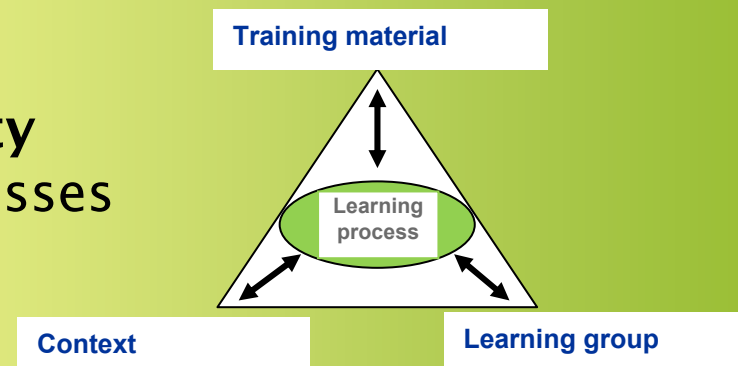 Training material
ty
sses
Learning
process
Context
Learning group